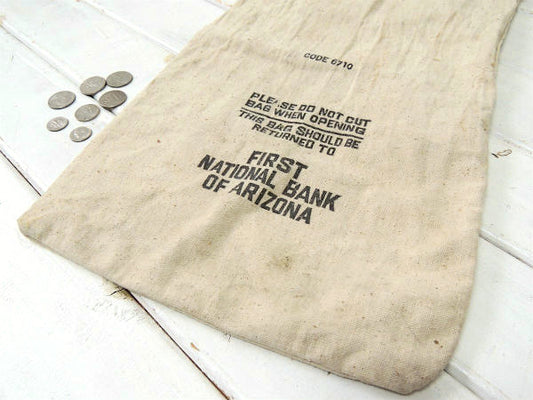 CODE 6710
PLEASE DO NOT CUT
BAG WHEN OPENING
THIS BAG SHOULD BE
RETURNED TO
FIRST
NATIONAL BANK
OF ARIZONA